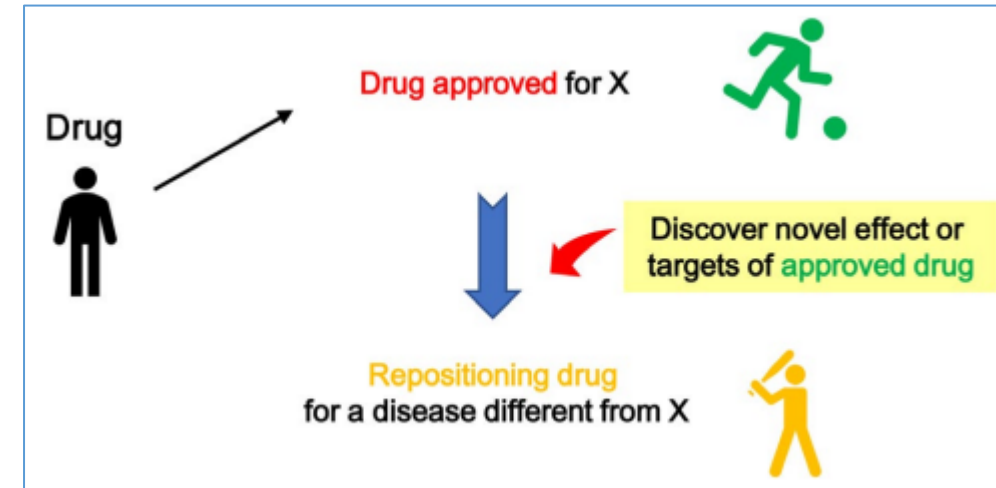 Drug approved for X
Drug
Discover novel effect or
targets of approved drug
Repositioning drug
for a disease different from X